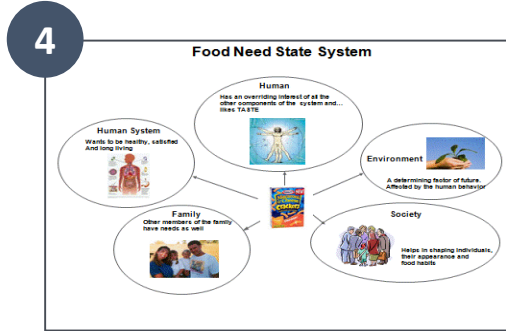 4
Food Need State System
Human
Has an overriding interest of all the
other components of the system and...
likes TASTE
Human System
Wants to be healthy, satisfied
And long living
Environment
A determining factor of future.
Affected by the human behavior
Family
Other members of the family
have needs as well
Society
Helps in shaping individuals,
their appearance and
food habits
crackers